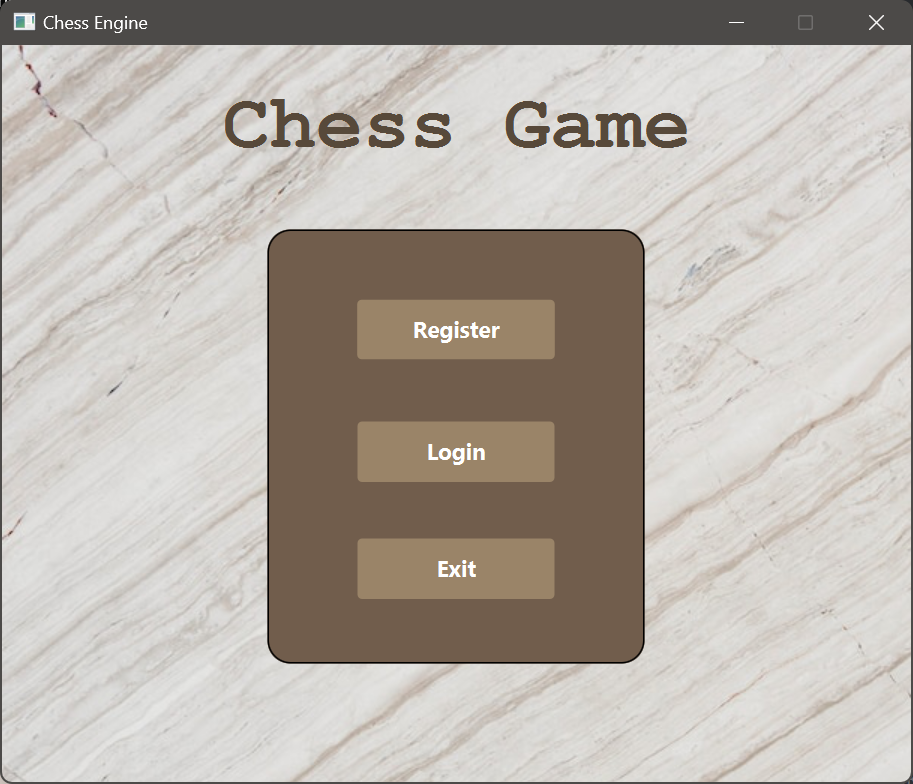 Chess Engine
Chess Game
Register
Login
Exit